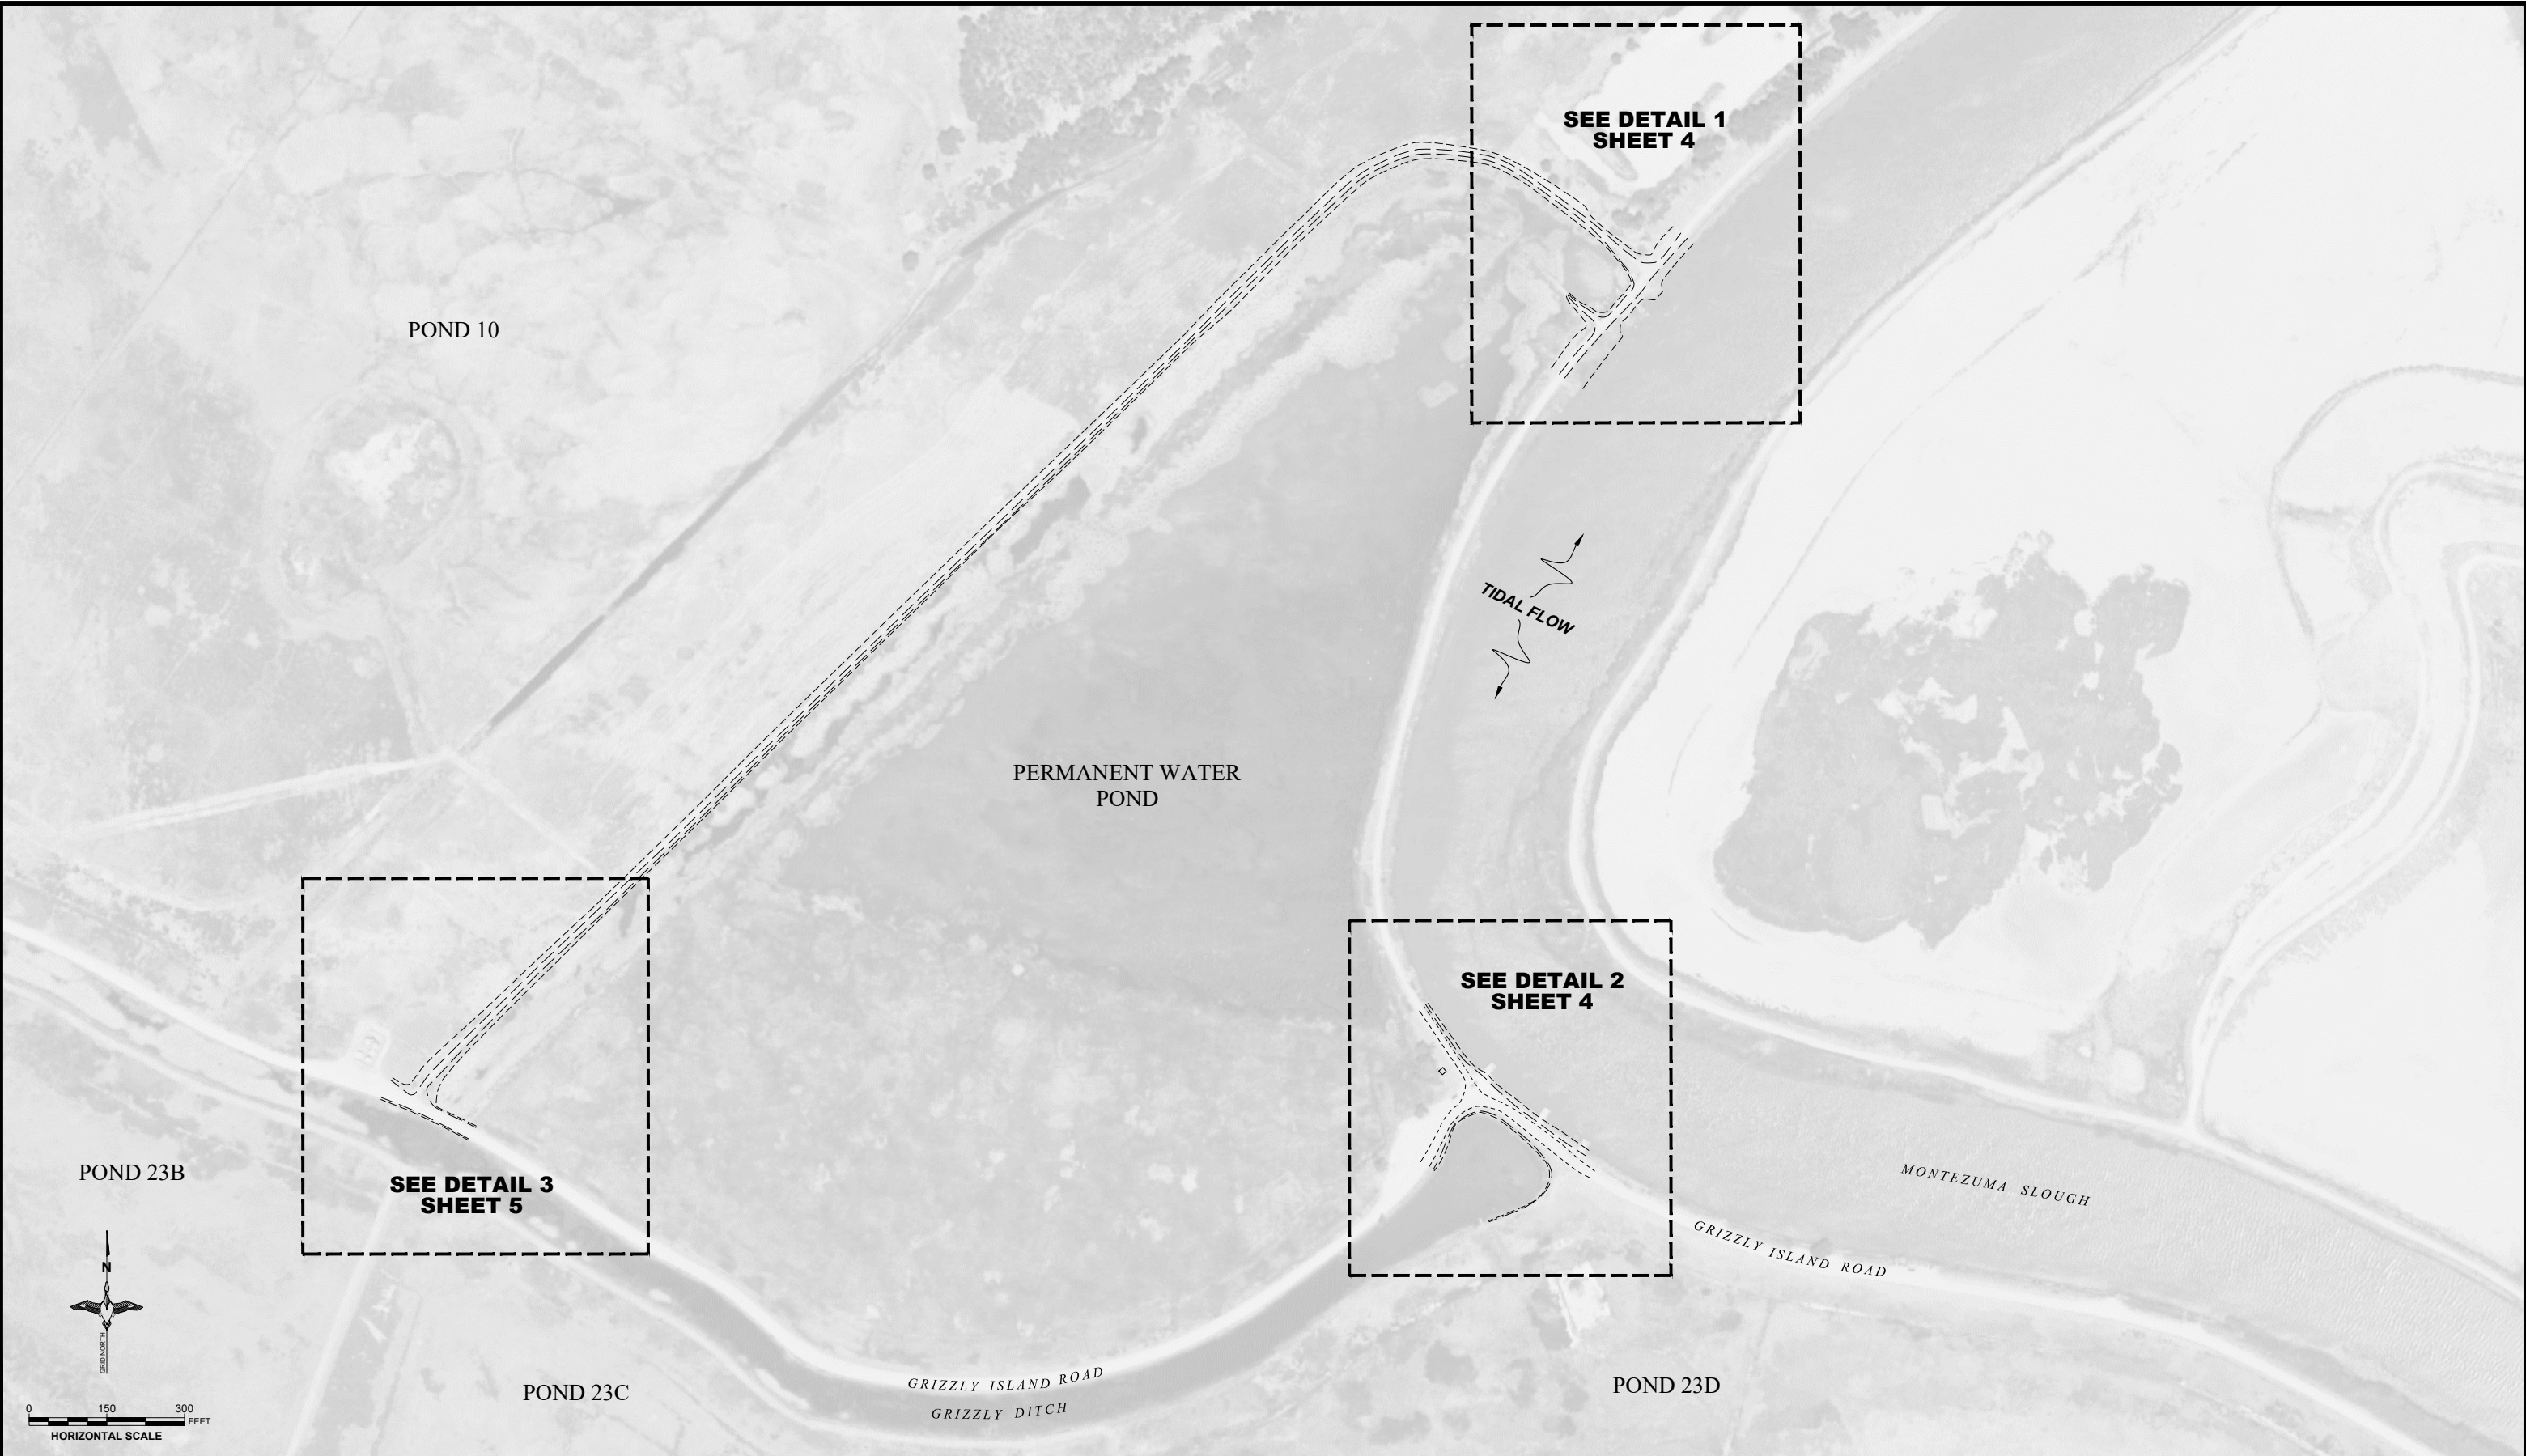 SEE DETAIL 1
SHEET 4
POND 10
TIDAL FLOW
PERMANENT WATER
POND
SEE DETAIL 2
SHEET 4
SEE DETAIL 3
SHEET 5
POND 23B
MONTEZUMA SLOUGH
GRIZZLY ISLAND ROAD
N
GRID NORTH
POND 23C
GRIZZLY ISLAND ROAD
GRIZZLY DITCH
POND 23D
0 150 300
FEET
HORIZONTAL SCALE